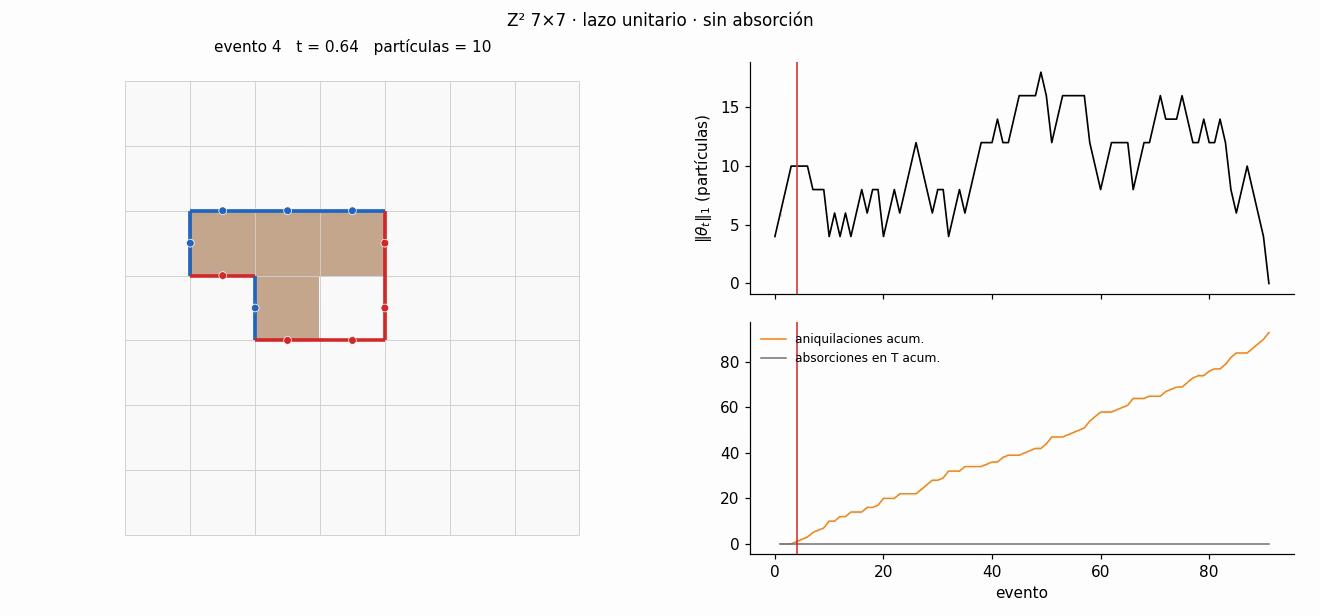 Z² 7×7 · lazo unitario · sin absorción
evento 4   t = 0.64   partículas = 10
‖θₜ‖₁ (partículas)
15
10
5
0
aniquilaciones acum.
absorciones en T acum.
80
60
40
20
0
0 20 40 60 80
evento